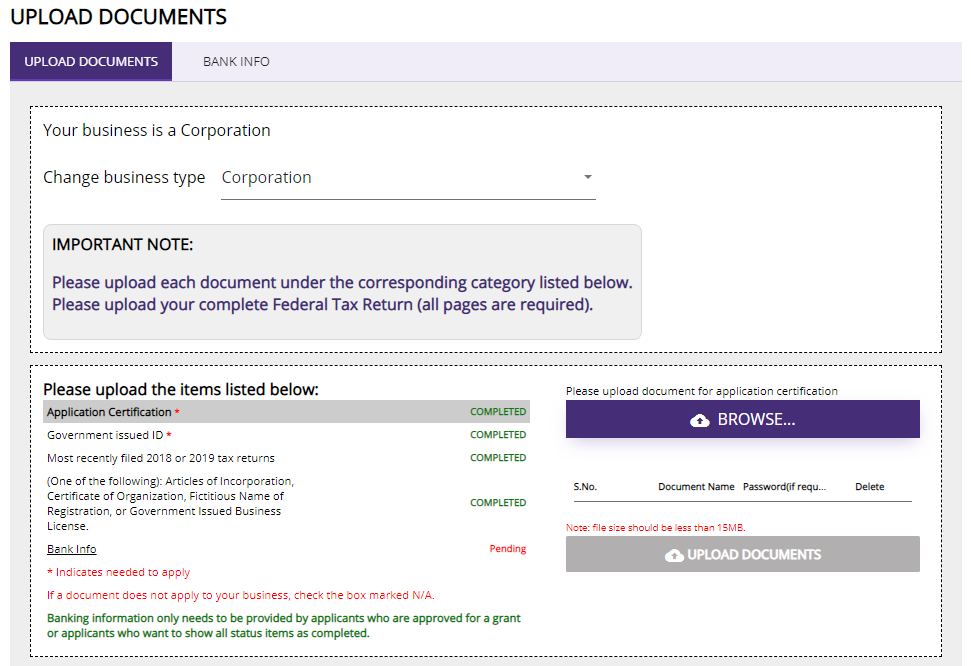 UPLOAD DOCUMENTS
UPLOAD DOCUMENTS
BANK INFO
Your business is a Corporation
Change business type
Corporation
IMPORTANT NOTE:
Please upload each document under the corresponding category listed below.
Please upload your complete Federal Tax Return (all pages are required).
Please upload the items listed below:
Application Certification *
COMPLETED
Government issued ID *
COMPLETED
Most recently filed 2018 or 2019 tax returns
COMPLETED
(One of the following): Articles of Incorporation,
Certificate of Organization, Fictitious Name of
Registration, or Government Issued Business
License.
COMPLETED
Bank Info
Pending
* Indicates needed to apply
If a document does not apply to your business, check the box marked N/A.
Banking information only needs to be provided by applicants who are approved for a grant
or applicants who want to show all status items as completed.
Please upload document for application certification
BROWSE...
S.No.
Document Name
Password(if requ...
Delete
Note: file size should be less than 15MB.
UPLOAD DOCUMENTS